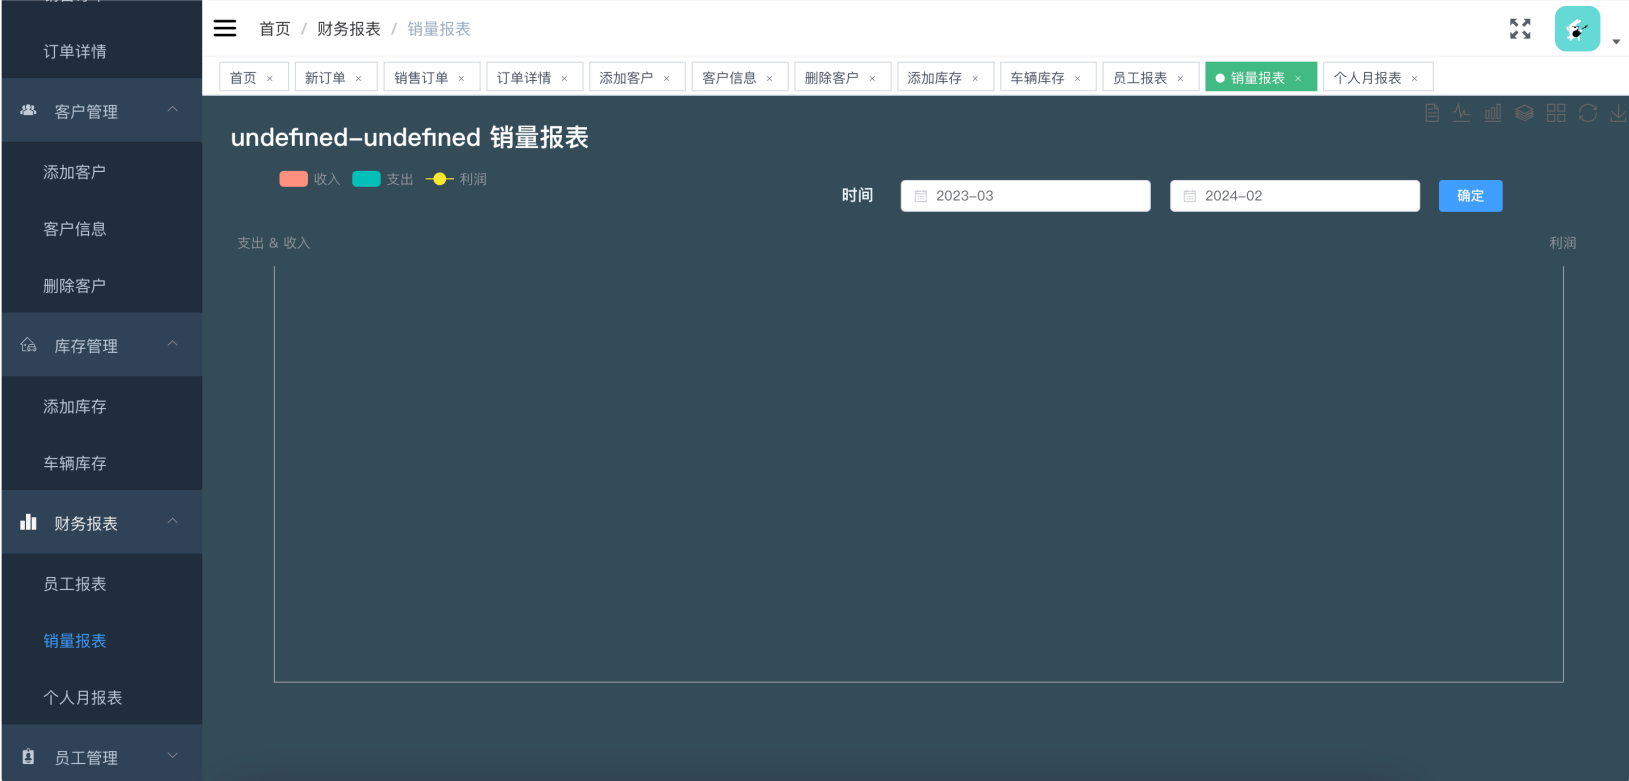 订单详情
客户管理
添加客户
客户信息
删除客户
库存管理
添加库存
车辆库存
财务报表
员工报表
销量报表
个人月报表
员工管理
首页 / 财务报表 / 销量报表
首页 × 新订单 × 销售订单 × 订单详情 × 添加客户 × 客户信息 × 删除客户 × 添加库存 × 车辆库存 × 员工报表 × 销量报表 × 个人月报表 ×
undefined-undefined 销量报表
收入 支出 利润
时间 2023-03 2024-02 确定
支出 & 收入 利润